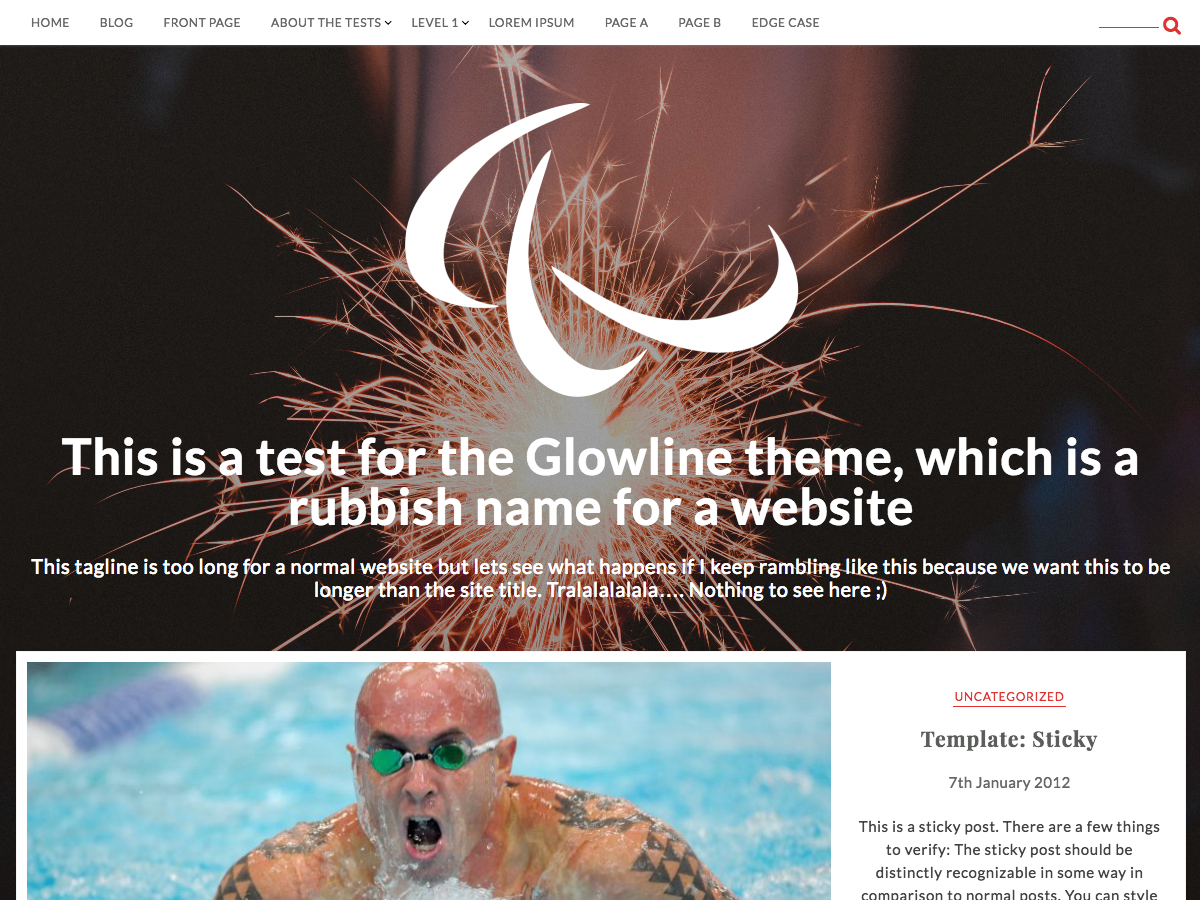 HOME BLOG FRONT PAGE ABOUT THE TESTS LEVEL 1 LOREM IPSUM PAGE A PAGE B EDGE CASE
This is a test for the Glowline theme, which is a
rubbish name for a website
This tagline is too long for a normal website but lets see what happens if I keep rambling like this because we want this to be
longer than the site title. Tralalalalala…. Nothing to see here ;)
UNCATEGORIZED
Template: Sticky
7th January 2012
This is a sticky post. There are a few things
to verify: The sticky post should be
distinctly recognizable in some way in
comparison to normal posts. You can style